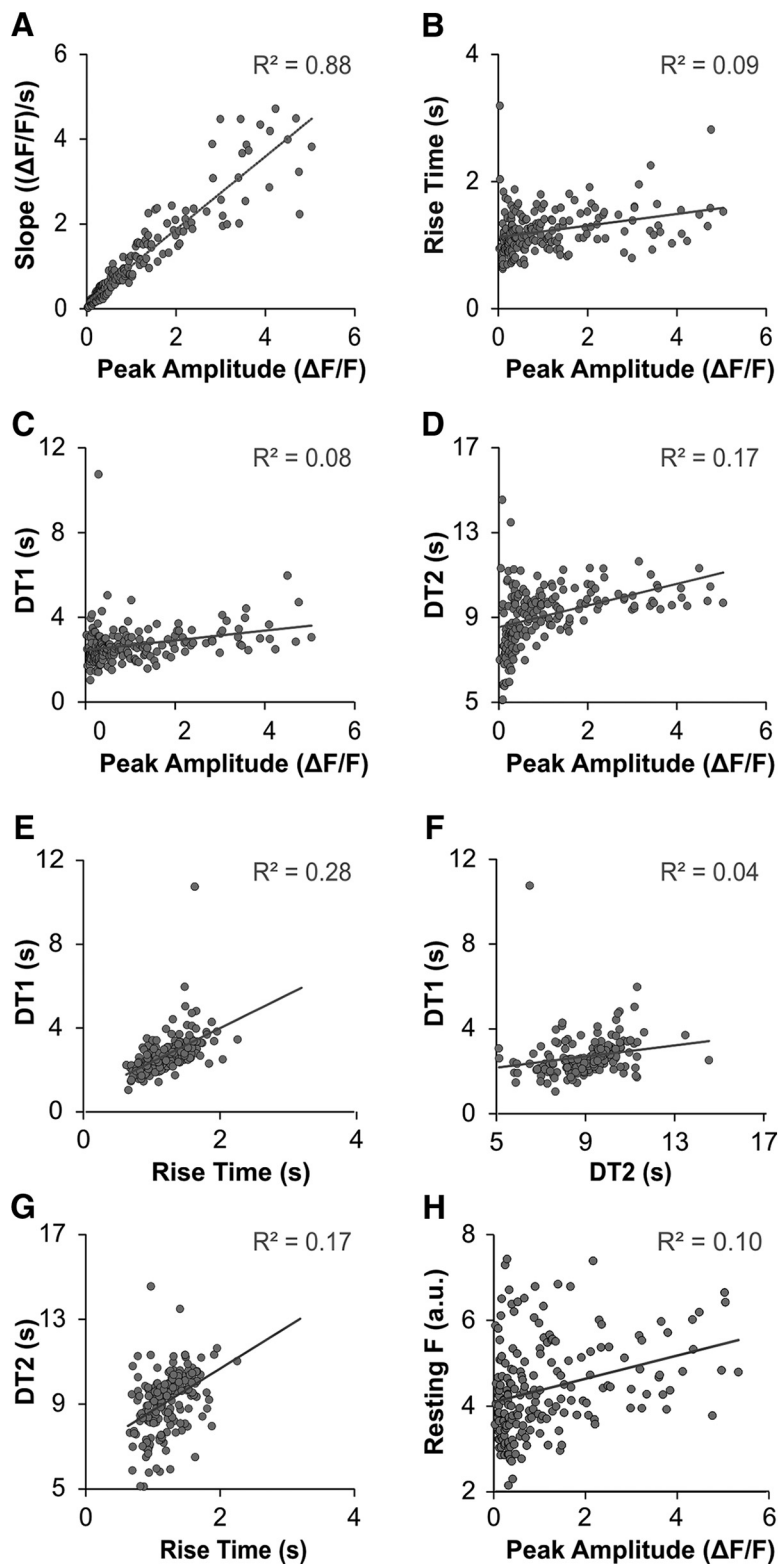 A
R² = 0.88
Slope ((ΔF/F)/s)
6
4
2
0
0 2 4 6
Peak Amplitude (ΔF/F)
B
R² = 0.09
Rise Time (s)
4
2
0
0 2 4 6
Peak Amplitude (ΔF/F)
C
R² = 0.08
DT1 (s)
12
8
4
0
0 2 4 6
Peak Amplitude (ΔF/F)
D
R² = 0.17
DT2 (s)
17
13
9
5
0 2 4 6
Peak Amplitude (ΔF/F)
E
R² = 0.28
DT1 (s)
12
8
4
0
0 2 4
Rise Time (s)
F
R² = 0.04
DT1 (s)
12
8
4
0
5 9 13 17
DT2 (s)
G
R² = 0.17
DT2 (s)
17
13
9
5
0 2 4
Rise Time (s)
H
R² = 0.10
Resting F (a.u.)
8
6
4
2
0 2 4 6
Peak Amplitude (ΔF/F)